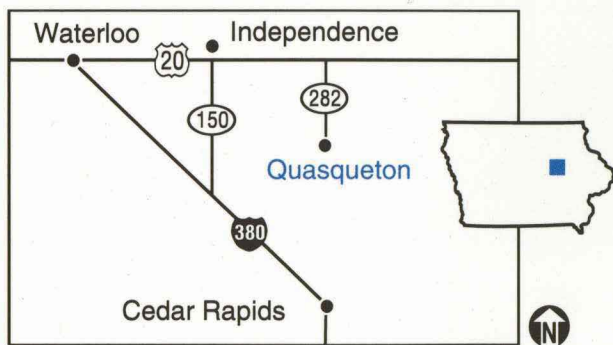 Waterloo
Independence
20
282
150
Quasqueton
380
Cedar Rapids
N